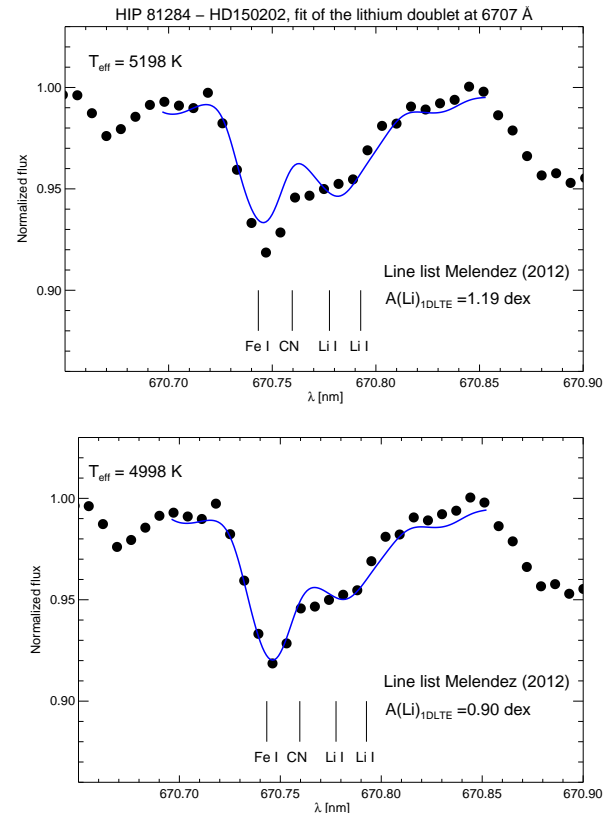 HIP 81284 − HD150202, fit of the lithium doublet at 6707 Å
T_eff = 5198 K
1.00
0.95
0.90
Normalized flux
Line list Melendez (2012)
A(Li)_1DLTE =1.19 dex
Fe I CN Li I Li I
670.70 670.75 670.80 670.85 670.90
λ [nm]
T_eff = 4998 K
1.00
0.95
0.90
Normalized flux
Line list Melendez (2012)
A(Li)_1DLTE =0.90 dex
Fe I CN Li I Li I
670.70 670.75 670.80 670.85 670.90
λ [nm]